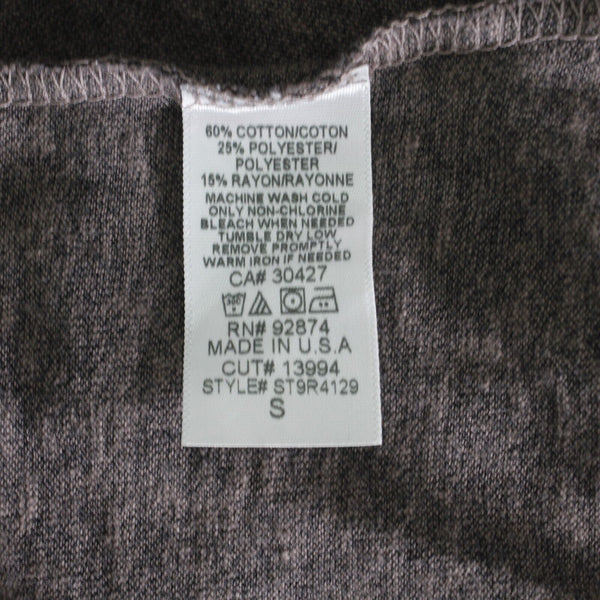 60% COTTON/COTON
25% POLYESTER/
POLYESTER
15% RAYON/RAYONNE
MACHINE WASH COLD
ONLY NON-CHLORINE
BLEACH WHEN NEEDED
TUMBLE DRY LOW
REMOVE PROMPTLY
WARM IRON IF NEEDED
CA# 30427
RN# 92874
MADE IN U.S.A
CUT# 13994
STYLE# ST9R4129
S